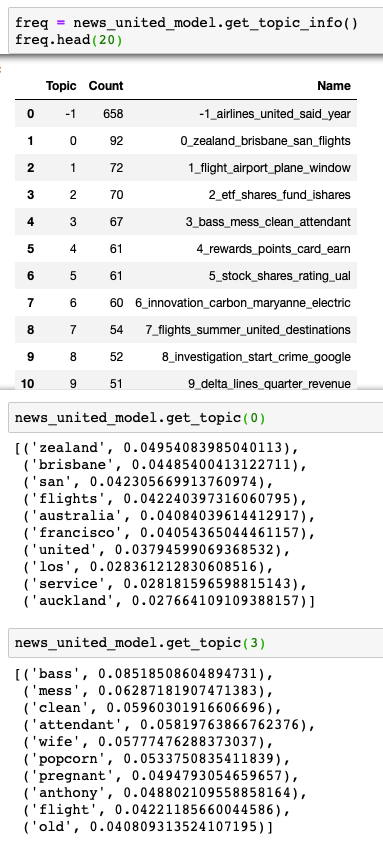 freq = news_united_model.get_topic_info()
freq.head(20)
Topic Count Name
0 -1 658 -1_airlines_united_said_year
1 0 92 0_zealand_brisbane_san_flights
2 1 72 1_flight_airport_plane_window
3 2 70 2_etf_shares_fund_ishares
4 3 67 3_bass_mess_clean_attendant
5 4 61 4_rewards_points_card_earn
6 5 61 5_stock_shares_rating_ual
7 6 60 6_innovation_carbon_maryanne_electric
8 7 54 7_flights_summer_united_destinations
9 8 52 8_investigation_start_crime_google
10 9 51 9_delta_lines_quarter_revenue
news_united_model.get_topic(0)
[('zealand', 0.04954083985040113),
('brisbane', 0.04485400413122711),
('san', 0.042305669913760974),
('flights', 0.042240397316060795),
('australia', 0.04084039614412917),
('francisco', 0.04054365044461157),
('united', 0.03794599069368532),
('los', 0.028361212830608516),
('service', 0.028181596598815143),
('auckland', 0.027664109109388157)]
news_united_model.get_topic(3)
[('bass', 0.08518508604894731),
('mess', 0.06287181907471383),
('clean', 0.05960301916606696),
('attendant', 0.05819763866762376),
('wife', 0.05777476288373037),
('popcorn', 0.0533750835411839),
('pregnant', 0.0494793054659657),
('anthony', 0.048802109558858164),
('flight', 0.04221185660044586),
('old', 0.040809313524107195)]